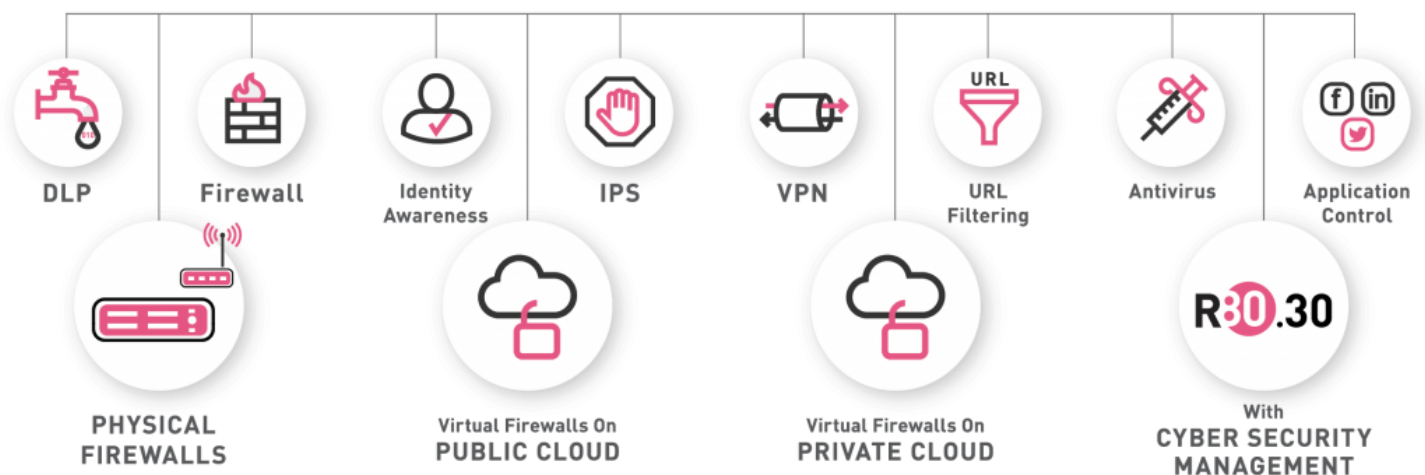 URL
f in
DLP
Firewall
Identity
Awareness
IPS
VPN
URL
Filtering
Antivirus
Application
Control
R80.30
PHYSICAL
FIREWALLS
Virtual Firewalls On
PUBLIC CLOUD
Virtual Firewalls On
PRIVATE CLOUD
With
CYBER SECURITY
MANAGEMENT